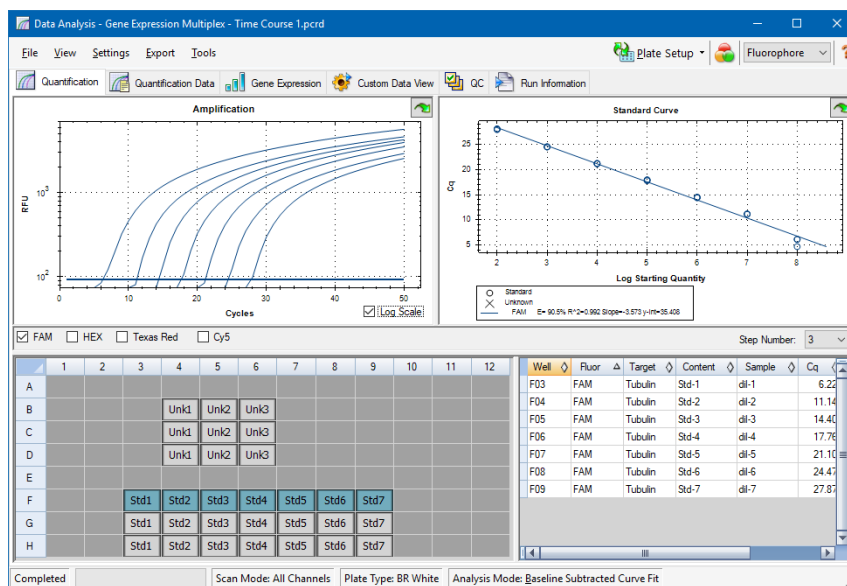 Data Analysis - Gene Expression Multiplex - Time Course 1.pcrd
File View Settings Export Tools Plate Setup Fluorophore
Quantification Quantification Data Gene Expression Custom Data View QC Run Information
Amplification
RFU
10^3
10^2
0 10 20 30 40 50
Cycles
Log Scale
Standard Curve
Cq
25
20
15
10
5
2 3 4 5 6 7 8
Log Starting Quantity
Standard
Unknown
FAM E= 90.5% R^2=0.992 Slope=-3.573 y-int=35.408
FAM HEX Texas Red Cy5 Step Number: 3
1 2 3 4 5 6 7 8 9 10 11 12
A
B Unk1 Unk2 Unk3
C Unk1 Unk2 Unk3
D Unk1 Unk2 Unk3
E
F Std1 Std2 Std3 Std4 Std5 Std6 Std7
G Std1 Std2 Std3 Std4 Std5 Std6 Std7
H Std1 Std2 Std3 Std4 Std5 Std6 Std7
Well Fluor Target Content Sample Cq
F03 FAM Tubulin Std-1 dil-1 6.22
F04 FAM Tubulin Std-2 dil-2 11.14
F05 FAM Tubulin Std-3 dil-3 14.40
F06 FAM Tubulin Std-4 dil-4 17.76
F07 FAM Tubulin Std-5 dil-5 21.10
F08 FAM Tubulin Std-6 dil-6 24.47
F09 FAM Tubulin Std-7 dil-7 27.87
Completed Scan Mode: All Channels Plate Type: BR White Analysis Mode: Baseline Subtracted Curve Fit